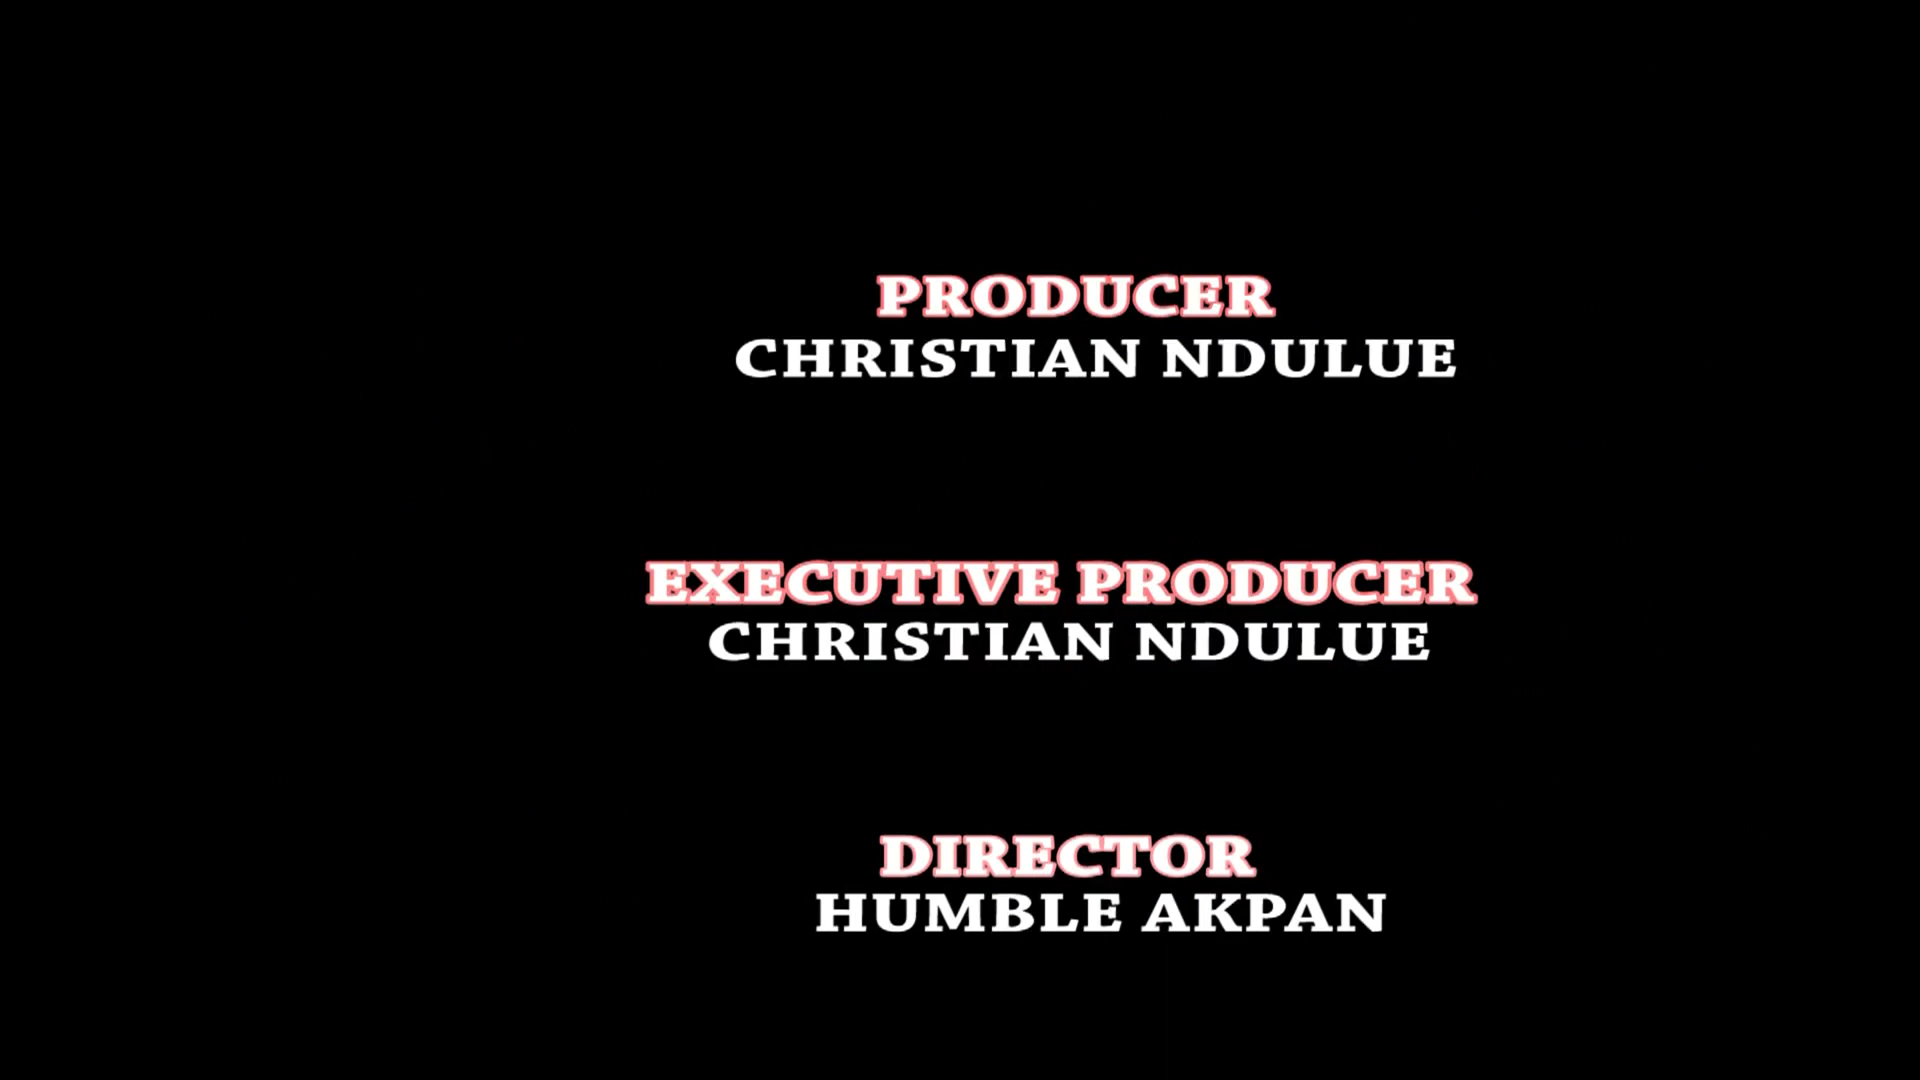 PRODUCER
CHRISTIAN NDULUE
EXECUTIVE PRODUCER
CHRISTIAN NDULUE
DIRECTOR
HUMBLE AKPAN